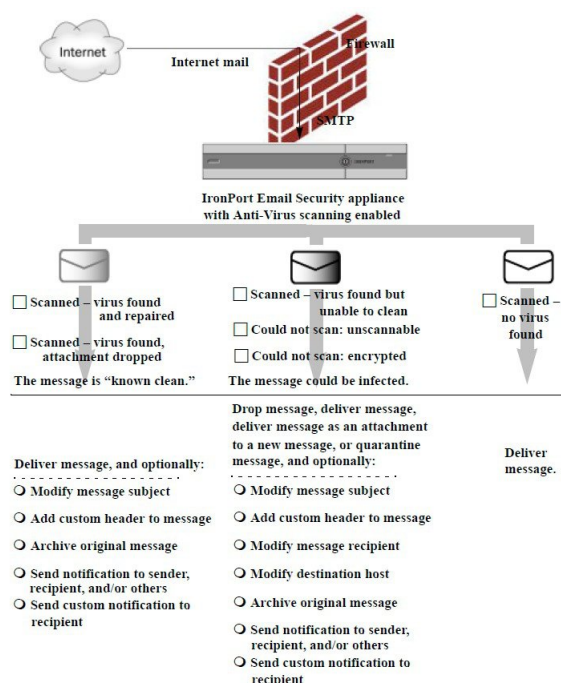 Internet
Firewall
Internet mail
SMTP
IRONPORT
IronPort Email Security appliance
with Anti-Virus scanning enabled
Scanned – virus found
and repaired
Scanned – virus found,
attachment dropped
The message is “known clean.”
Scanned – virus found but
unable to clean
Could not scan: unscannable
Could not scan: encrypted
The message could be infected.
Scanned –
no virus
found
Deliver message, and optionally:
Modify message subject
Add custom header to message
Archive original message
Send notification to sender,
recipient, and/or others
Send custom notification to
recipient
Drop message, deliver message,
deliver message as an attachment
to a new message, or quarantine
message, and optionally:
Modify message subject
Add custom header to message
Modify message recipient
Modify destination host
Archive original message
Send notification to sender,
recipient, and/or others
Send custom notification to
recipient
Deliver
message.